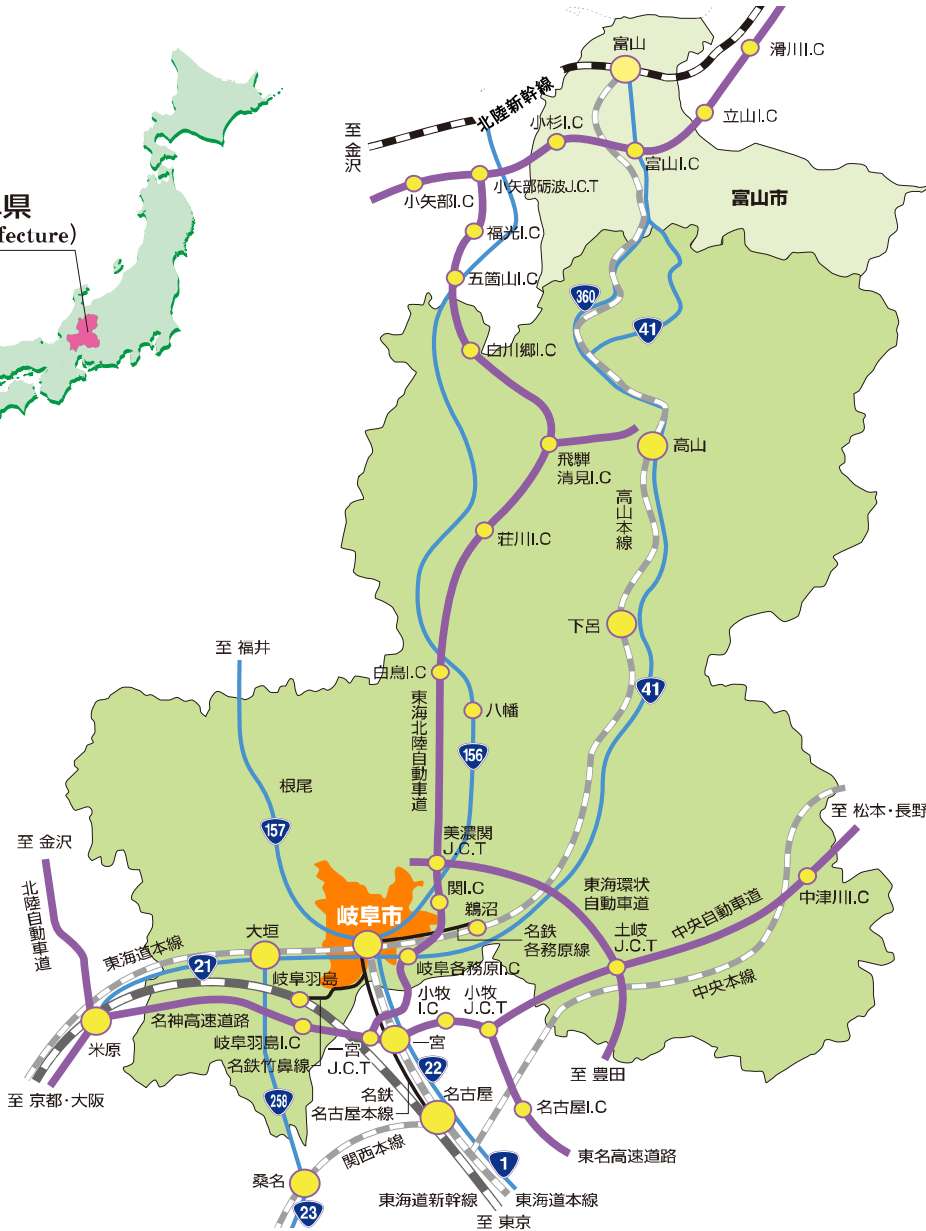 富山
滑川I.C
北陸新幹線
立山I.C
小杉I.C
至
金
沢
富山I.C
小矢部砺波J.C.T
小矢部I.C
富山市
県
fecture)
福光I.C
五箇山I.C
360
41
白川郷I.C
高山
飛騨
清見I.C
高山本線
荘川I.C
下呂
至 福井
白鳥I.C
41
八幡
東海北陸自動車道
156
根尾
157
至 松本・長野
至 金沢
美濃関
J.C.T
関I.C
東海環状
自動車道
中津川I.C
北陸自動車道
岐阜市
鵜沼
中央自動車道
大垣
名鉄
各務原線
土岐
J.C.T
東海道本線
21
岐阜羽島
岐阜各務原I.C
中央本線
小牧
I.C
小牧
J.C.T
名神高速道路
米原
岐阜羽島I.C
一宮
J.C.T
一宮
名鉄竹鼻線
22
至 豊田
至 京都・大阪
258
名鉄
名古屋本線
名古屋
名古屋I.C
関西本線
東名高速道路
1
桑名
23
東海道新幹線
東海道本線
至 東京